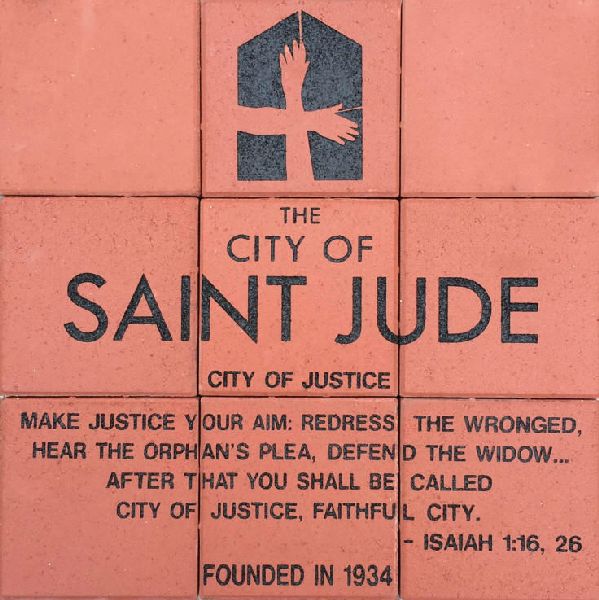 THE
CITY OF
SAINT JUDE
CITY OF JUSTICE
MAKE JUSTICE YOUR AIM: REDRESS THE WRONGED,
HEAR THE ORPHAN'S PLEA, DEFEND THE WIDOW...
AFTER THAT YOU SHALL BE CALLED
CITY OF JUSTICE, FAITHFUL CITY.
- ISAIAH 1:16, 26
FOUNDED IN 1934